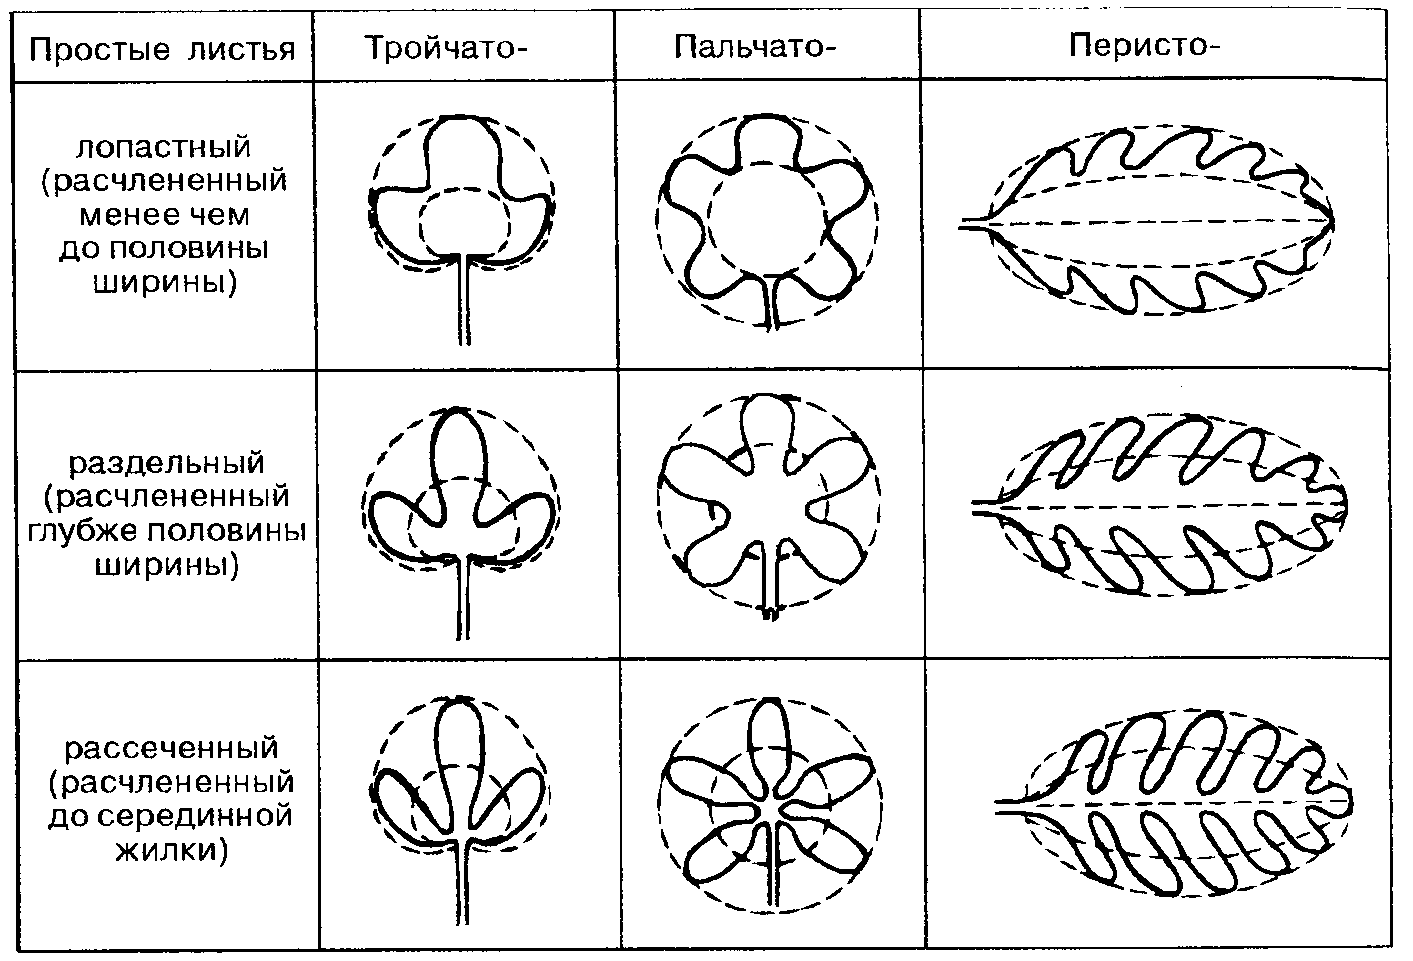 Простые листья
Тройчато-
Пальчато-
Перисто-
лопастный
(расчлененный
менее чем
до половины
ширины)
раздельный
(расчлененный
глубже половины
ширины)
рассеченный
(расчлененный
до серединной
жилки)